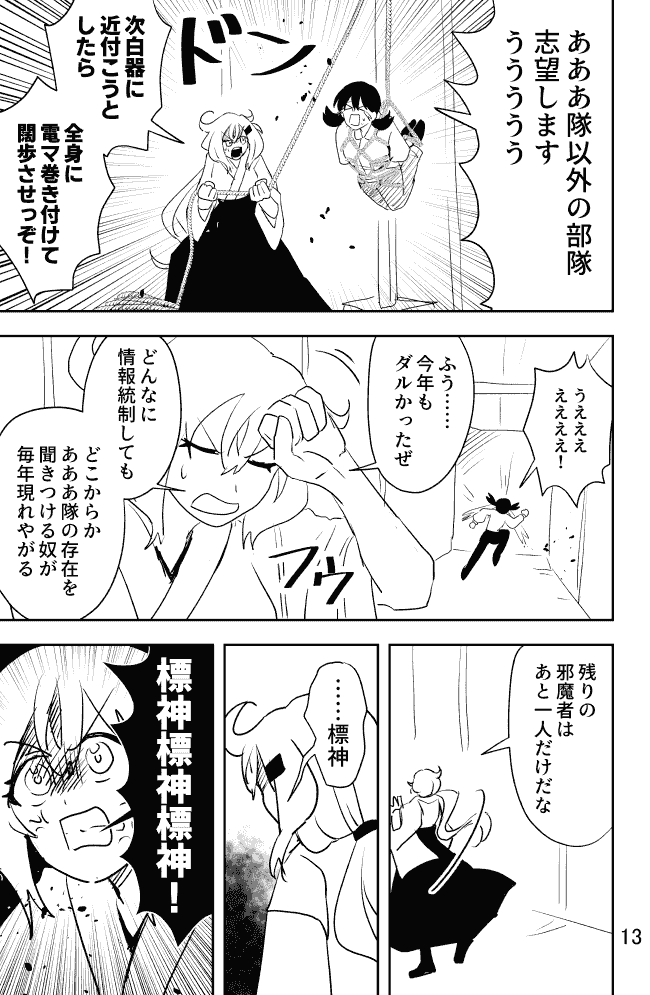 あああ隊以外の部隊
志望します
ううううう
ドン
次白器に
近付こうと
したら
全身に
電マ巻き付けて
闊歩させっぞ！
うえええ
ええええ！
ふう……
今年も
ダルかったぜ
フゥ
どんなに
情報統制しても
どこからか
あああ隊の存在を
聞きつける奴が
毎年現れやがる
残りの
邪魔者は
あと一人だけだな
……標神
標神標神標神！
13